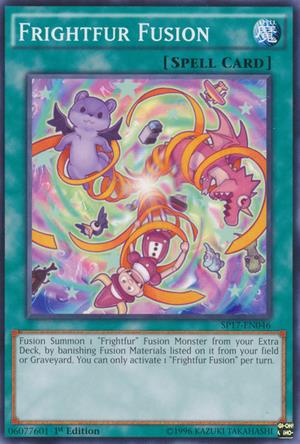 Frightfur Fusion
魔
[Spell Card]
SP17-EN046
Fusion Summon 1 "Frightfur" Fusion Monster from your Extra
Deck, by banishing Fusion Materials listed on it from your field
or Graveyard. You can only activate 1 "Frightfur Fusion" per turn.
06077601 1st Edition
©1996 KAZUKI TAKAHASHI